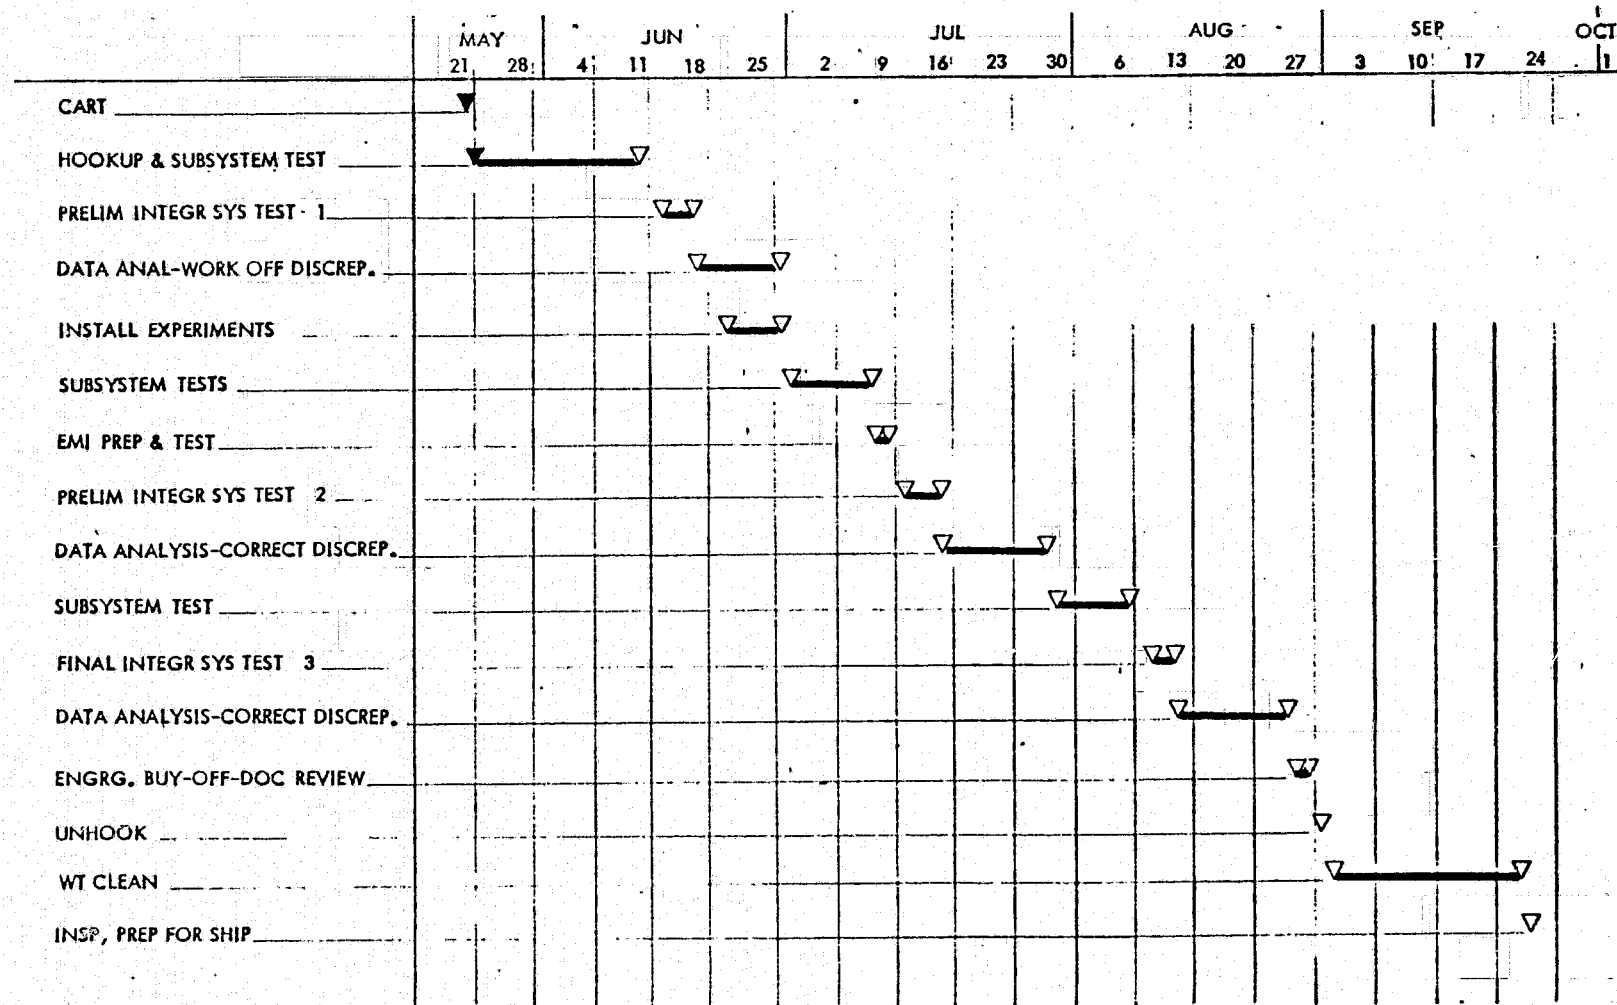 MAY JUN JUL AUG SEP OCT
21 28 4 11 18 25 2 9 16 23 30 6 13 20 27 3 10 17 24 1
CART
HOOKUP & SUBSYSTEM TEST
PRELIM INTEGR SYS TEST - 1
DATA ANAL-WORK OFF DISCREP.
INSTALL EXPERIMENTS
SUBSYSTEM TESTS
EMI PREP & TEST
PRELIM INTEGR SYS TEST 2
DATA ANALYSIS-CORRECT DISCREP.
SUBSYSTEM TEST
FINAL INTEGR SYS TEST 3
DATA ANALYSIS-CORRECT DISCREP.
ENGRG. BUY-OFF-DOC REVIEW
UNHOOK
WT CLEAN
INSP, PREP FOR SHIP